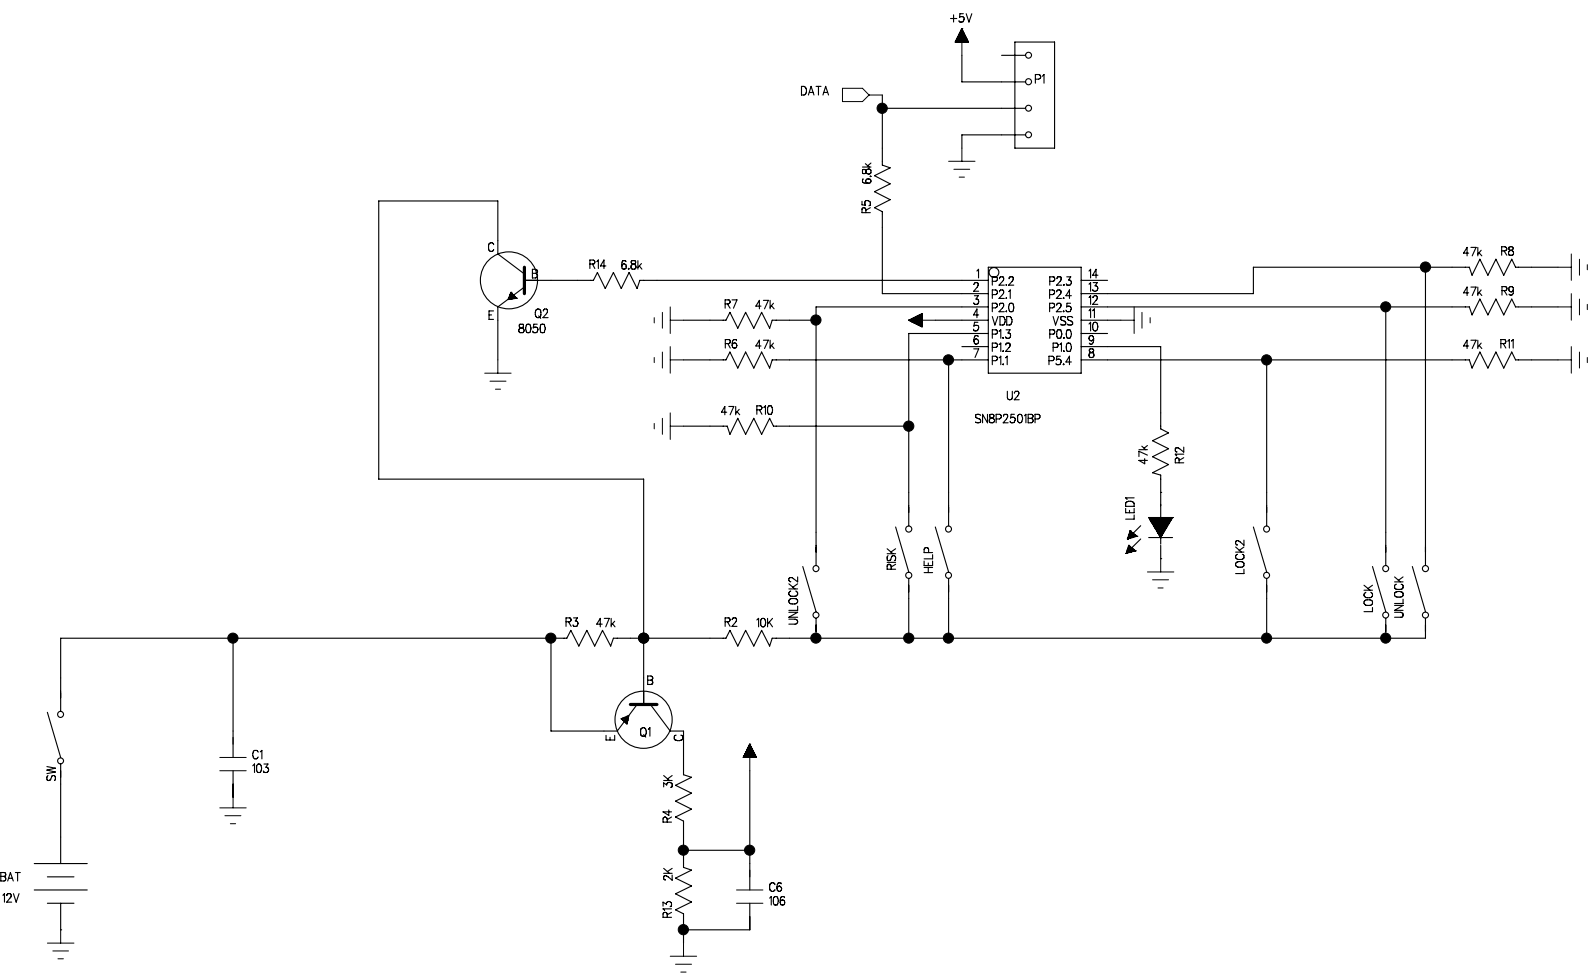 +5V
P1
DATA
6.8k
R5
C
B
E
Q2
8050
R14 6.8k
1 P2.2
2 P2.1
3 P2.0
4 VDD
5 P1.3
6 P1.2
7 P1.1
P2.3 14
P2.4 13
P2.5 12
VSS 11
P0.0 10
P1.0 9
P5.4 8
U2
SN8P2501BP
R7 47k
R6 47k
47k R10
47k R8
47k R9
47k R11
47k
R12
LED1
UNLOCK2
RISK
HELP
LOCK2
LOCK
UNLOCK
R3 47k
R2 10K
B
E
Q1
C
SW
C1
103
3K
R4
2K
R13
C6
106
BAT
12V